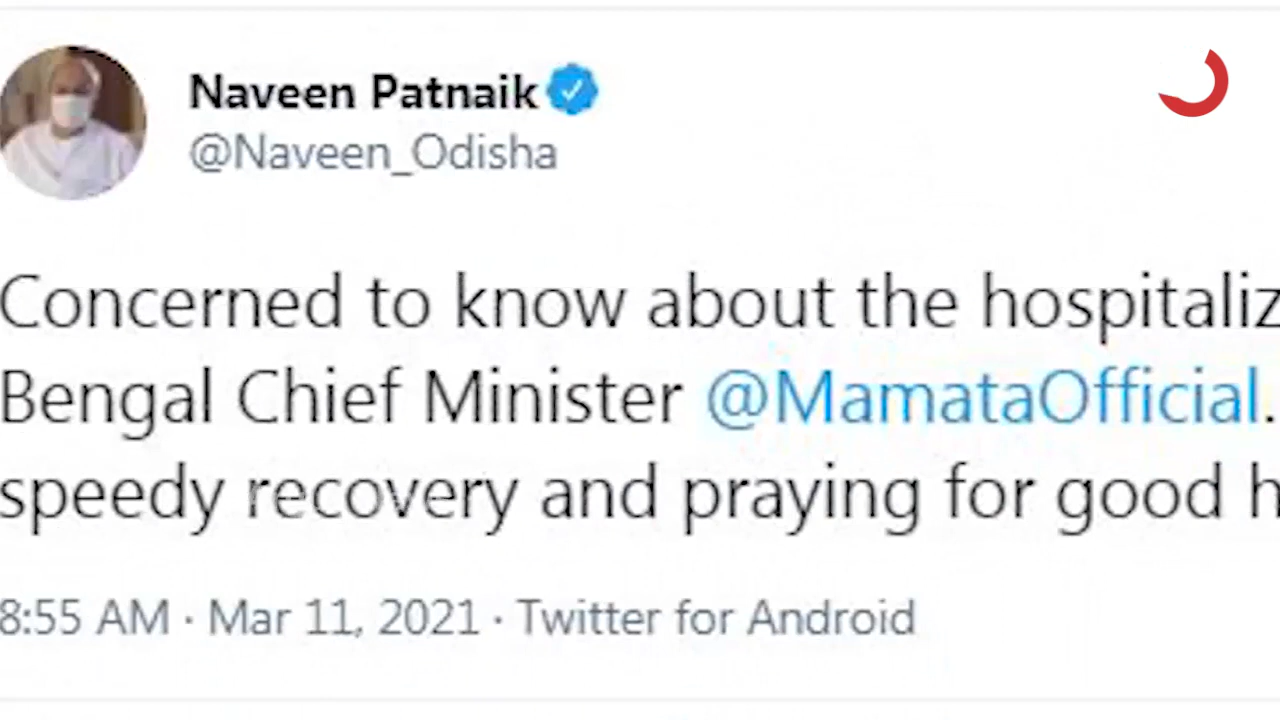 Naveen Patnaik
@Naveen_Odisha
Concerned to know about the hospitaliz
Bengal Chief Minister @MamataOfficial.
speedy recovery and praying for good h
8:55 AM · Mar 11, 2021 · Twitter for Android